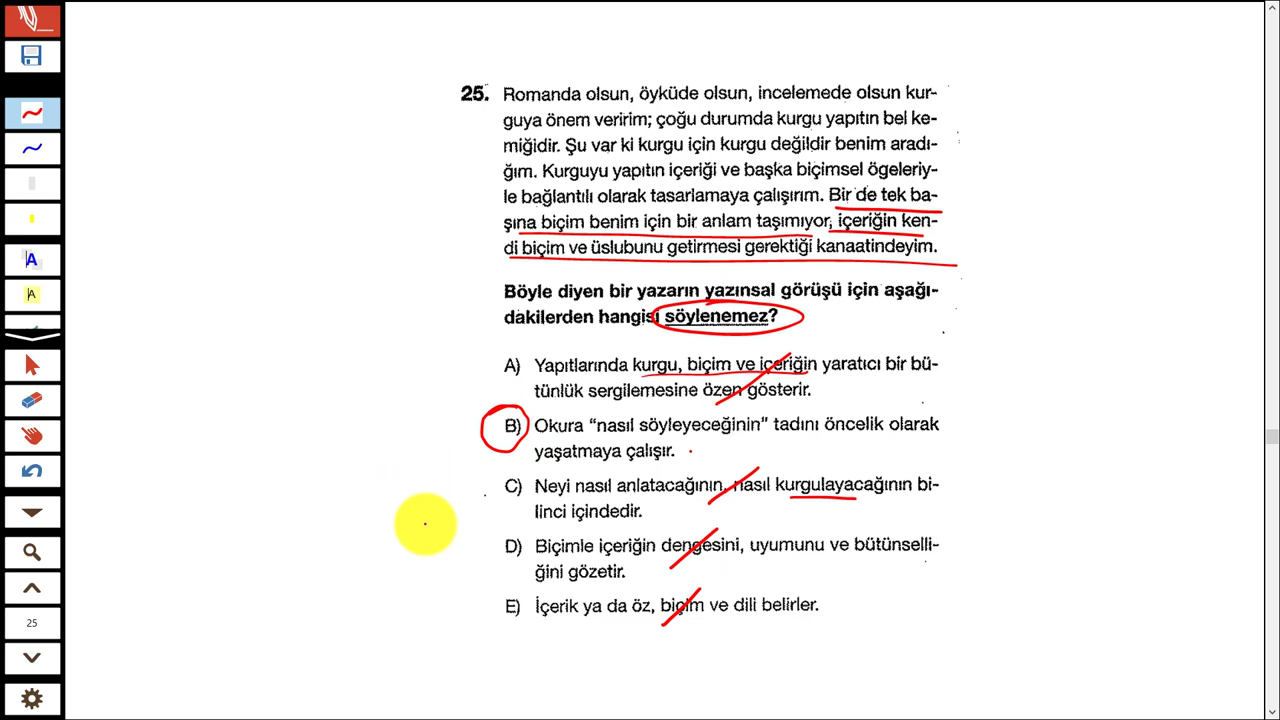 25. Romanda olsun, öyküde olsun, incelemede olsun kur-
guya önem veririm; çoğu durumda kurgu yapıtın bel ke-
miğidir. Şu var ki kurgu için kurgu değildir benim aradı-
ğım. Kurguyu yapıtın içeriği ve başka biçimsel ögeleriy-
le bağlantılı olarak tasarlamaya çalışırım. Bir de tek ba-
şına biçim benim için bir anlam taşımıyor, içeriğin ken-
di biçim ve üslubunu getirmesi gerektiği kanaatindeyim.
Böyle diyen bir yazarın yazınsal görüşü için aşağı-
dakilerden hangisi söylenemez?
A) Yapıtlarında kurgu, biçim ve içeriğin yaratıcı bir bü-
tünlük sergilemesine özen gösterir.
B) Okura “nasıl söyleyeceğinin” tadını öncelik olarak
yaşatmaya çalışır.
C) Neyi nasıl anlatacağının, nasıl kurgulayacağının bi-
linci içindedir.
D) Biçimle içeriğin dengesini, uyumunu ve bütünselli-
ğini gözetir.
E) İçerik ya da öz, biçim ve dili belirler.
A
A
25